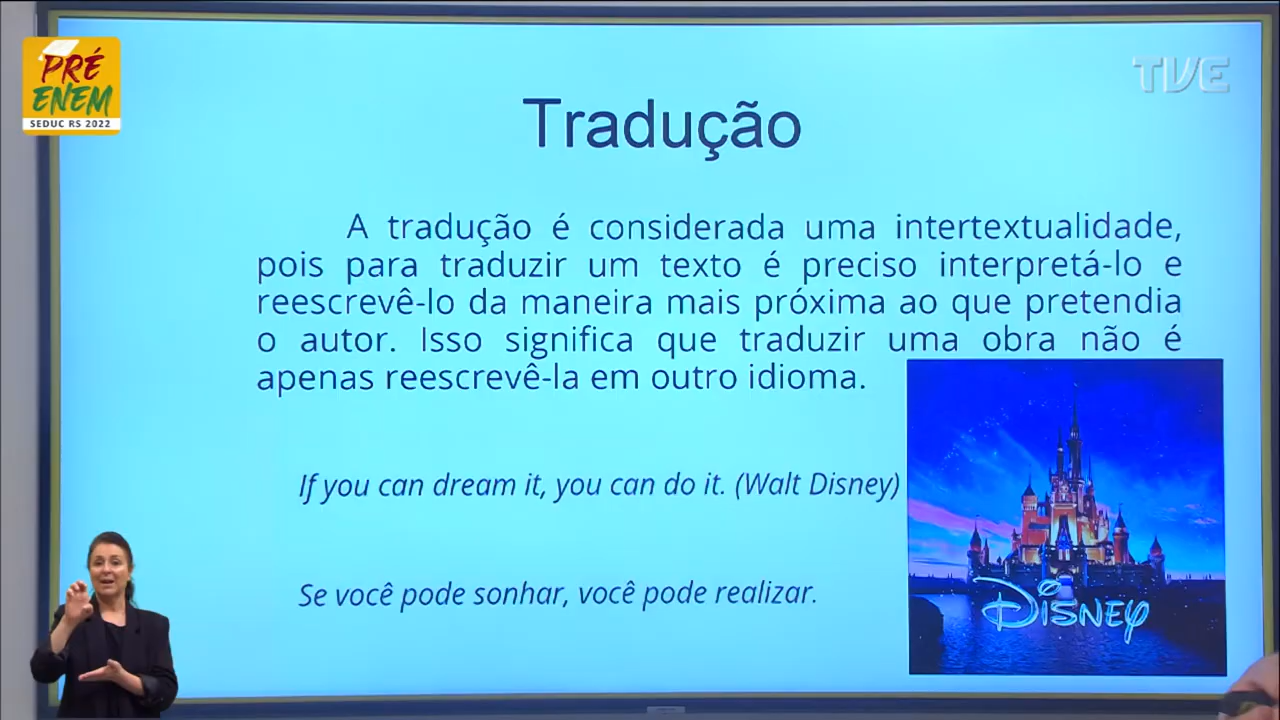 PRÉ
ENEM
SEDUC RS 2022
TVE
Tradução
A tradução é considerada uma intertextualidade,
pois para traduzir um texto é preciso interpretá-lo e
reescrevê-lo da maneira mais próxima ao que pretendia
o autor. Isso significa que traduzir uma obra não é
apenas reescrevê-la em outro idioma.
If you can dream it, you can do it. (Walt Disney)
Se você pode sonhar, você pode realizar.
DISNEY